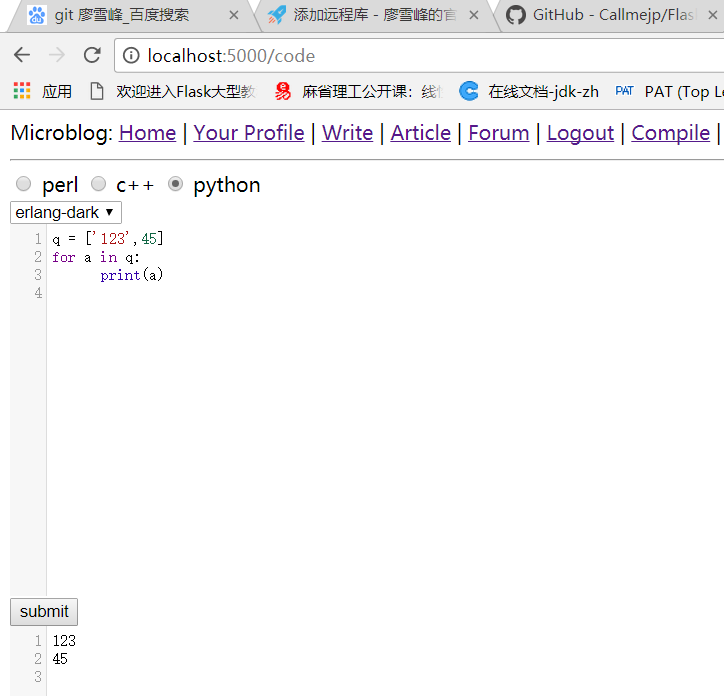 git 廖雪峰_百度搜索
添加远程库 - 廖雪峰的官
GitHub - Callmejp/Flas
localhost:5000/code
应用 欢迎进入Flask大型教 麻省理工公开课：线 在线文档-jdk-zh PAT PAT (Top Le
Microblog: Home | Your Profile | Write | Article | Forum | Logout | Compile |
perl c++ python
erlang-dark
1 q = ['123',45]
2 for a in q:
3 print(a)
4
submit
1 123
2 45
3